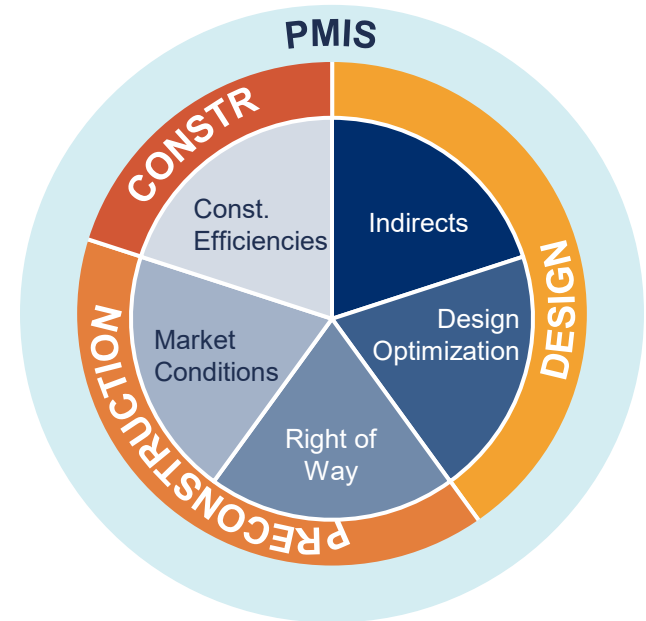 PMIS
CONSTR
DESIGN
PRECONSTRUCTION
Const.
Efficiencies
Indirects
Design
Optimization
Market
Conditions
Right of
Way